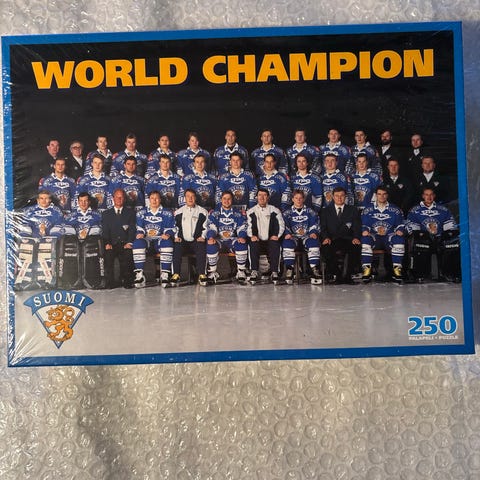 WORLD CHAMPION
SUOMI
250
PALAPELI • PUZZLE